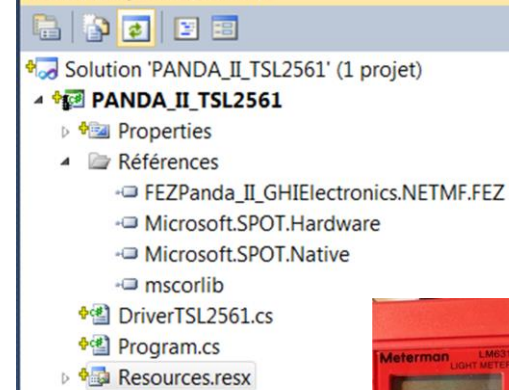 Solution 'PANDA_II_TSL2561' (1 projet)
PANDA_II_TSL2561
Properties
Références
FEZPanda_II_GHIElectronics.NETMF.FEZ
Microsoft.SPOT.Hardware
Microsoft.SPOT.Native
mscorlib
DriverTSL2561.cs
Program.cs
Resources.resx
Meterman LM631
LIGHT METER